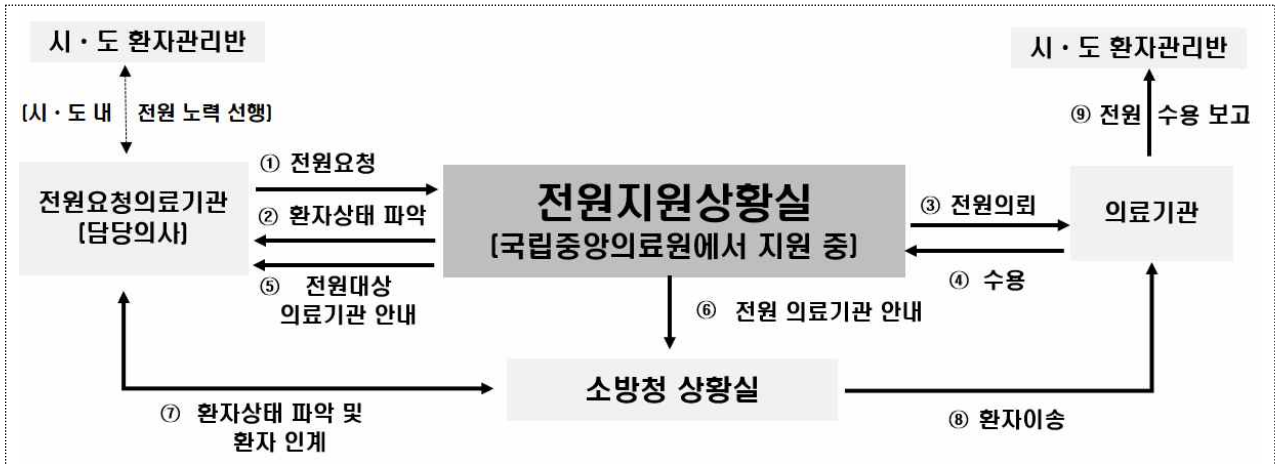 시・도 환자관리반
시・도 환자관리반
(시・도 내 전원 노력 선행)
⑨ 전원 수용 보고
① 전원요청
전원요청의료기관
(담당의사)
② 환자상태 파악
전원지원상황실
(국립중앙의료원에서 지원 중)
③ 전원의뢰
의료기관
④ 수용
⑤ 전원대상
의료기관 안내
⑥ 전원 의료기관 안내
소방청 상황실
⑦ 환자상태 파악 및
환자 인계
⑧ 환자이송